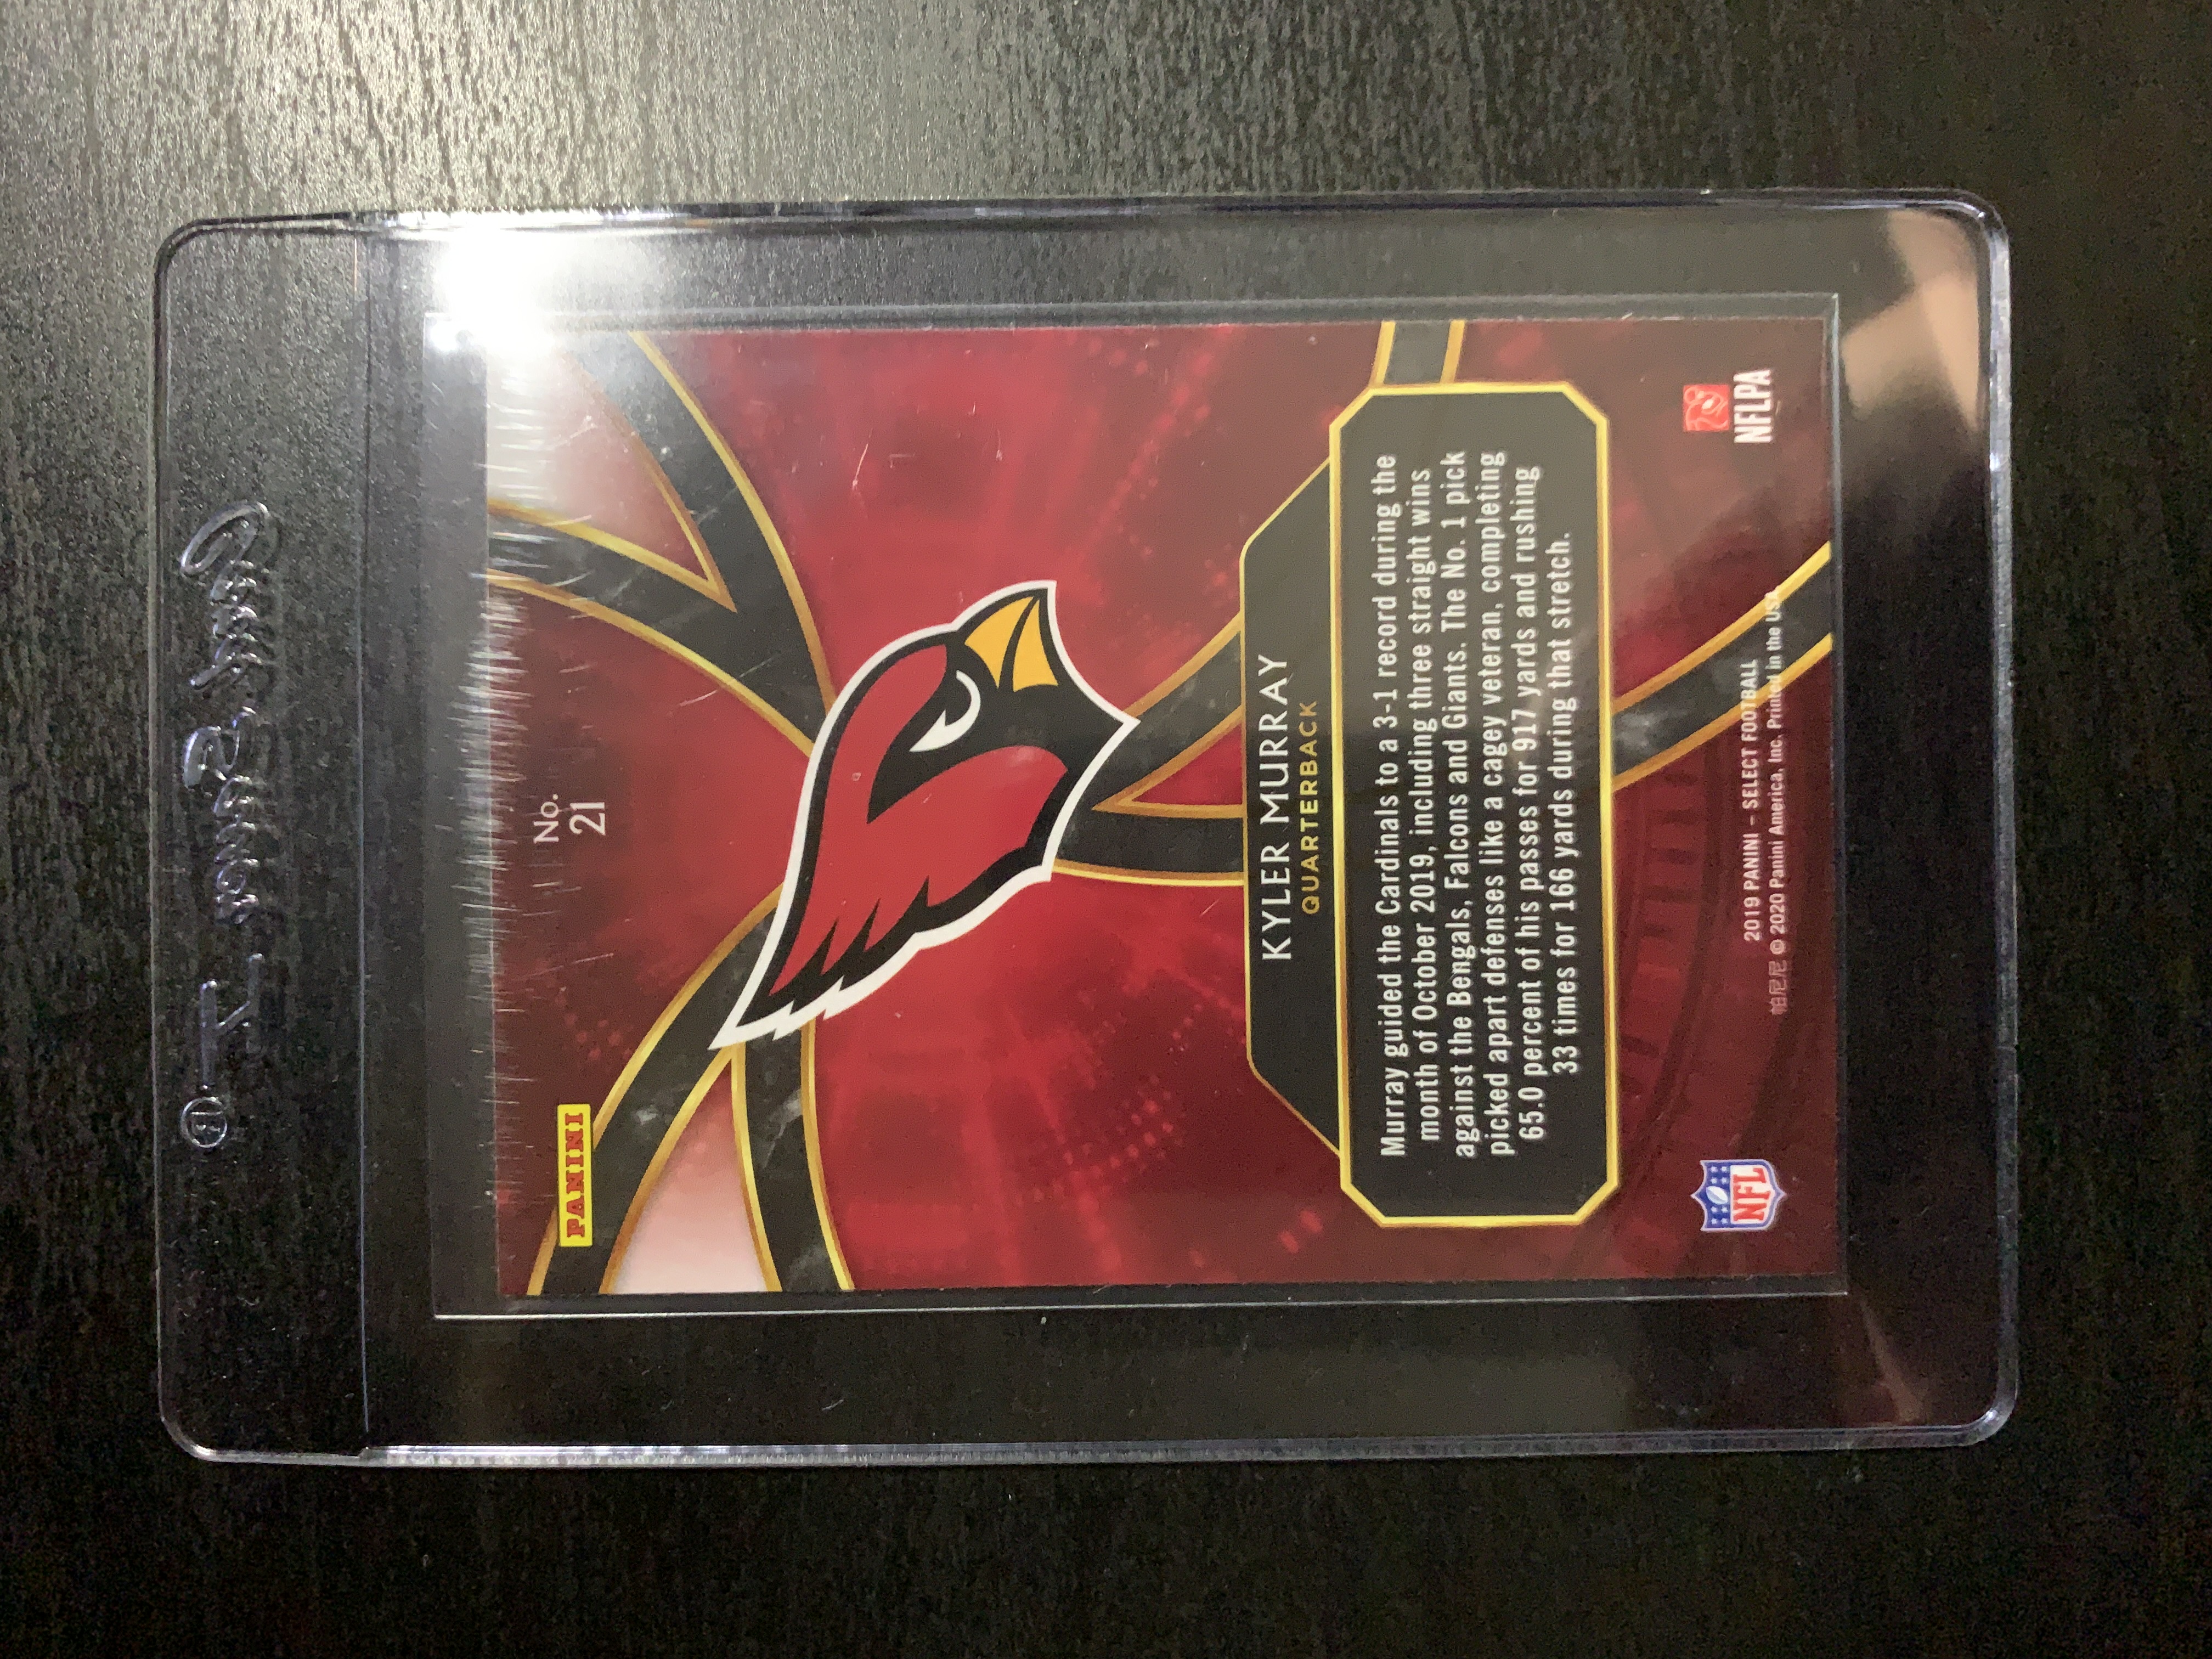 Card Saver I®
PANINI
No.
21
KYLER MURRAY
QUARTERBACK
Murray guided the Cardinals to a 3-1 record during the
month of October 2019, including three straight wins
against the Bengals, Falcons and Giants. The No. 1 pick
picked apart defenses like a cagey veteran, completing
65.0 percent of his passes for 917 yards and rushing
33 times for 166 yards during that stretch.
NFL
2019 PANINI – SELECT FOOTBALL
帕尼尼 © 2020 Panini America, Inc. Printed in the USA.
NFLPA